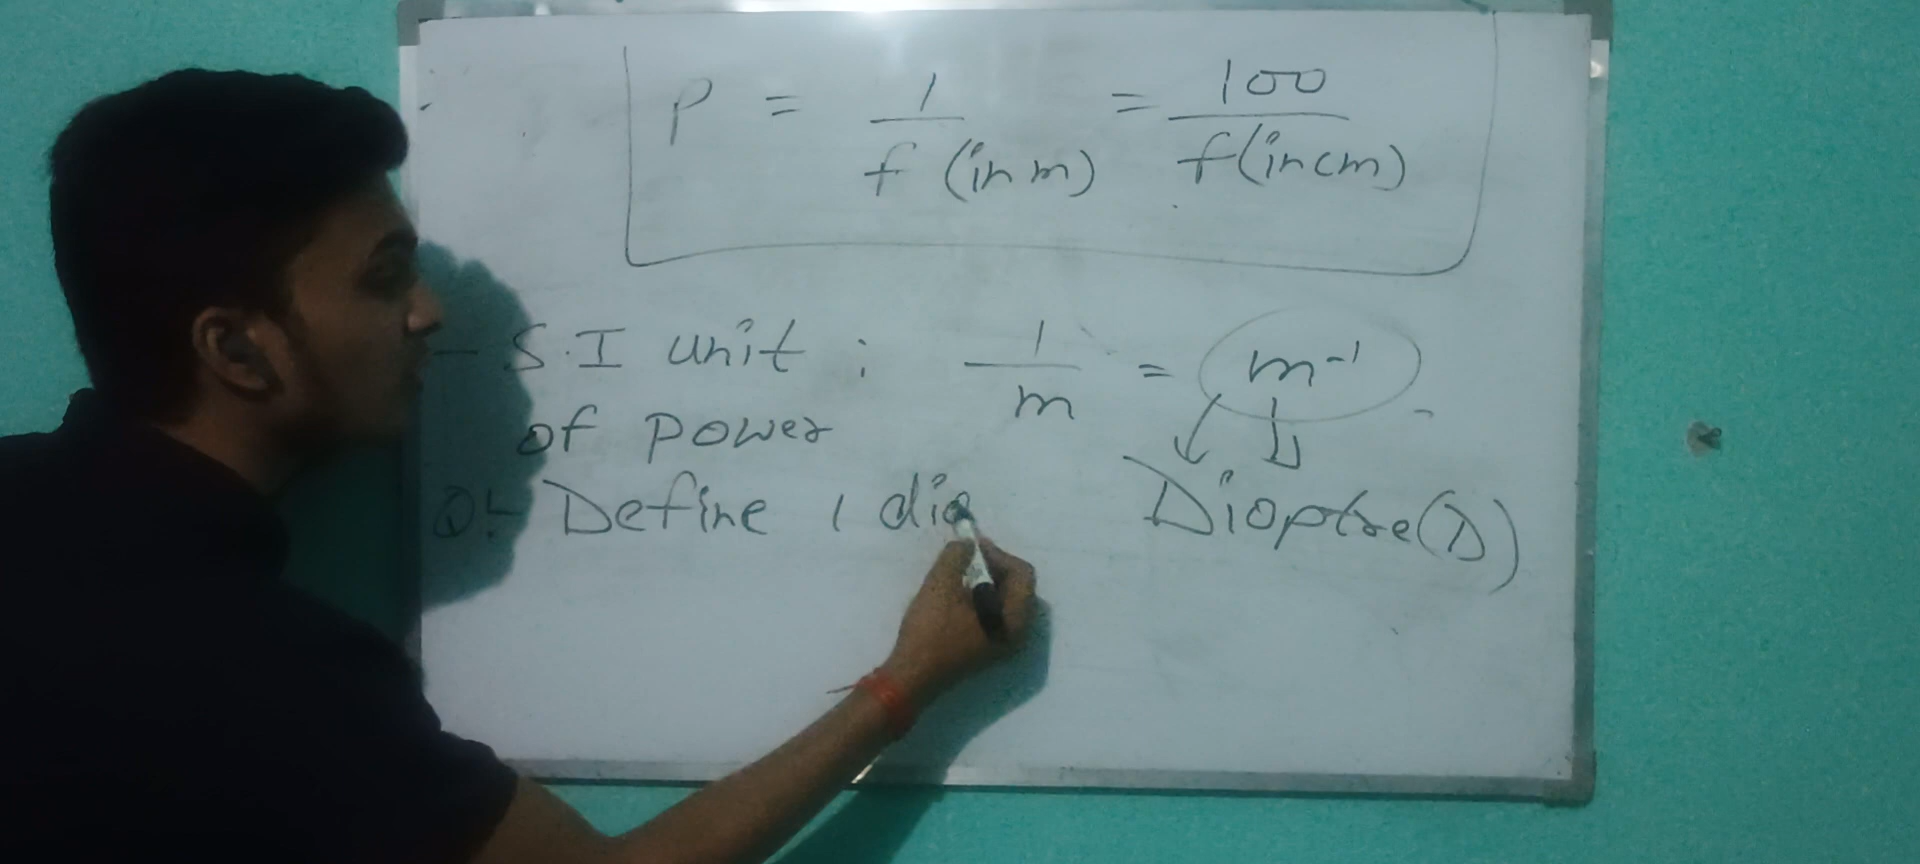 P = 1/f (in m) = 100/f (in cm)
- S.I unit : 1/m = m⁻¹
of power
Dioptre (D)
Q:- Define 1 dio